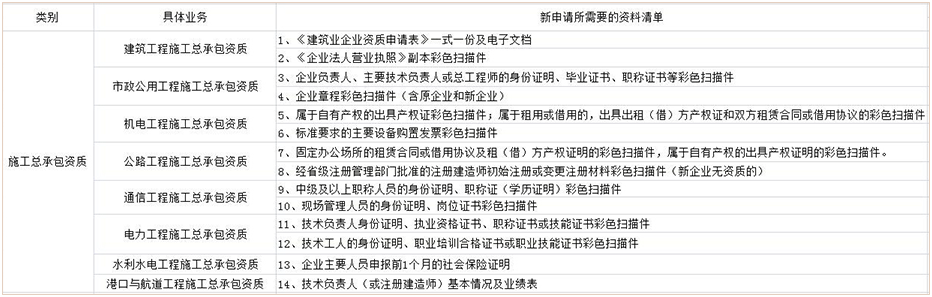 类别 具体业务 新申请所需要的资料清单
建筑工程施工总承包资质
1、《建筑业企业资质申请表》一式一份及电子文档
2、《企业法人营业执照》副本彩色扫描件
市政公用工程施工总承包资质
3、企业负责人、主要技术负责人或总工程师的身份证明、毕业证书、职称证书等彩色扫描件
4、企业章程彩色扫描件（含原企业和新企业）
机电工程施工总承包资质
5、属于自有产权的出具产权证彩色扫描件；属于租用或借用的，出具出租（借）方产权证和双方租赁合同或借用协议的彩色扫描件
6、标准要求的主要设备购置发票彩色扫描件
施工总承包资质
公路工程施工总承包资质
7、固定办公场所的租赁合同或借用协议及租（借）方产权证明的彩色扫描件，属于自有产权的出具产权证明的彩色扫描件。
8、经省级注册管理部门批准的注册建造师初始注册或变更注册材料彩色扫描件（新企业无资质的）
通信工程施工总承包资质
9、中级及以上职称人员的身份证明、职称证（学历证明）彩色扫描件
10、现场管理人员的身份证明、岗位证书彩色扫描件
电力工程施工总承包资质
11、技术负责人身份证明、执业资格证书、职称证书或技能证书彩色扫描件
12、技术工人的身份证明、职业培训合格证书或职业技能证书彩色扫描件
水利水电工程施工总承包资质 13、企业主要人员申报前1个月的社会保险证明
港口与航道工程施工总承包资质 14、技术负责人（或注册建造师）基本情况及业绩表